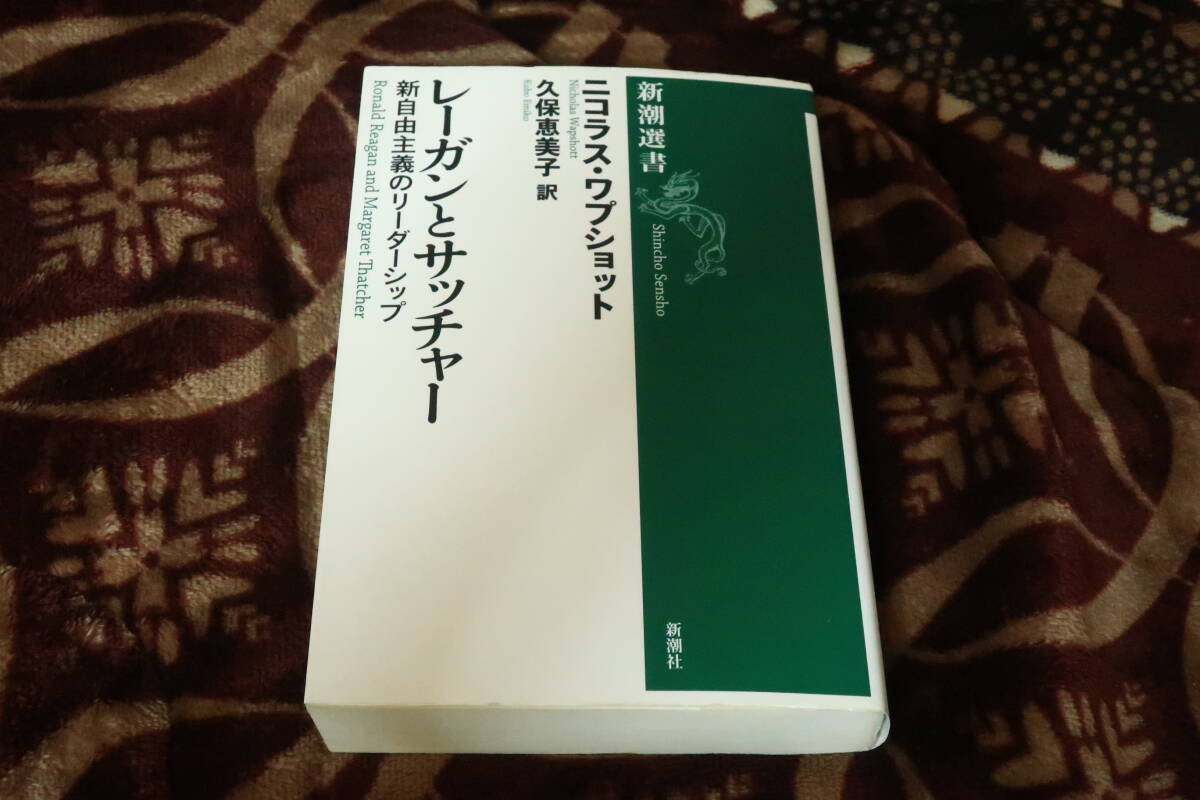 新潮選書
Shincho Sensho
ニコラス・ワプショット
Nicholas Wapshott
久保恵美子 訳
Kubo Emiko
レーガンとサッチャー
新自由主義のリーダーシップ
Ronald Reagan and Margaret Thatcher
新潮社